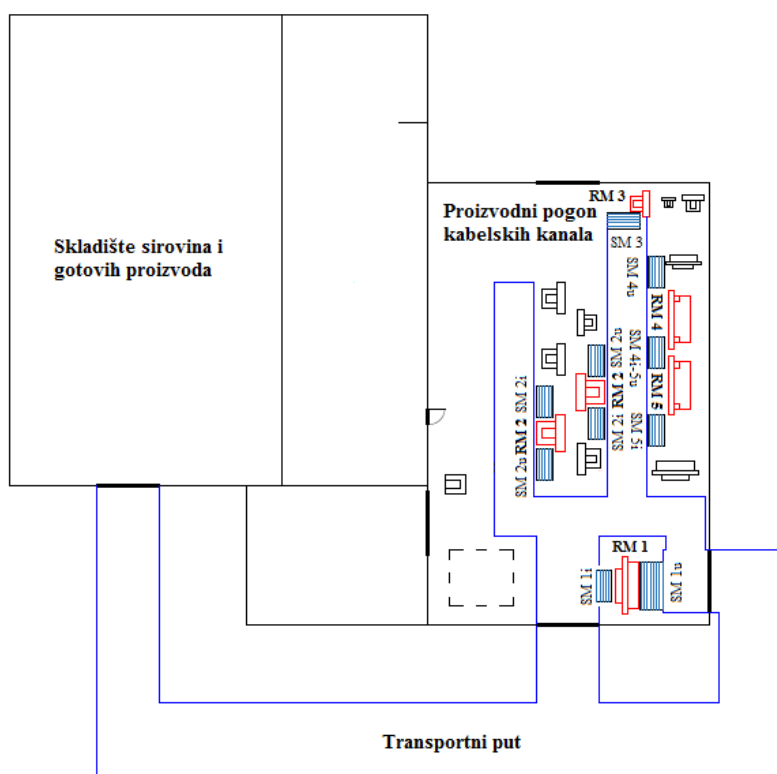 RM 3
Proizvodni pogon
kabelskih kanala
SM 3
Skladište sirovina i
gotovih proizvoda
SM 4u
RM 4
SM 2u
SM 4i-5u
SM 2i
RM 2
RM 5
RM 2
SM 2i
SM 5i
SM 2u
RM 1
SM 1i
SM 1u
Transportni put